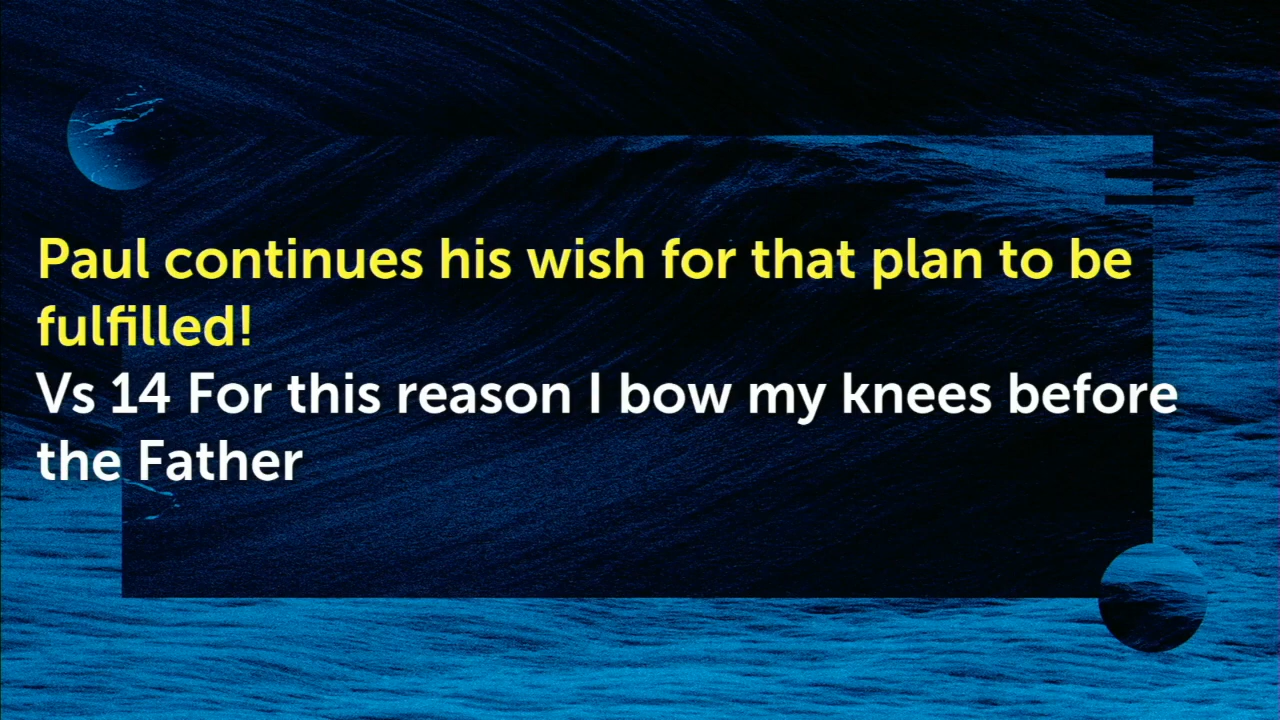 Paul continues his wish for that plan to be
fulfilled!
Vs 14 For this reason I bow my knees before
the Father